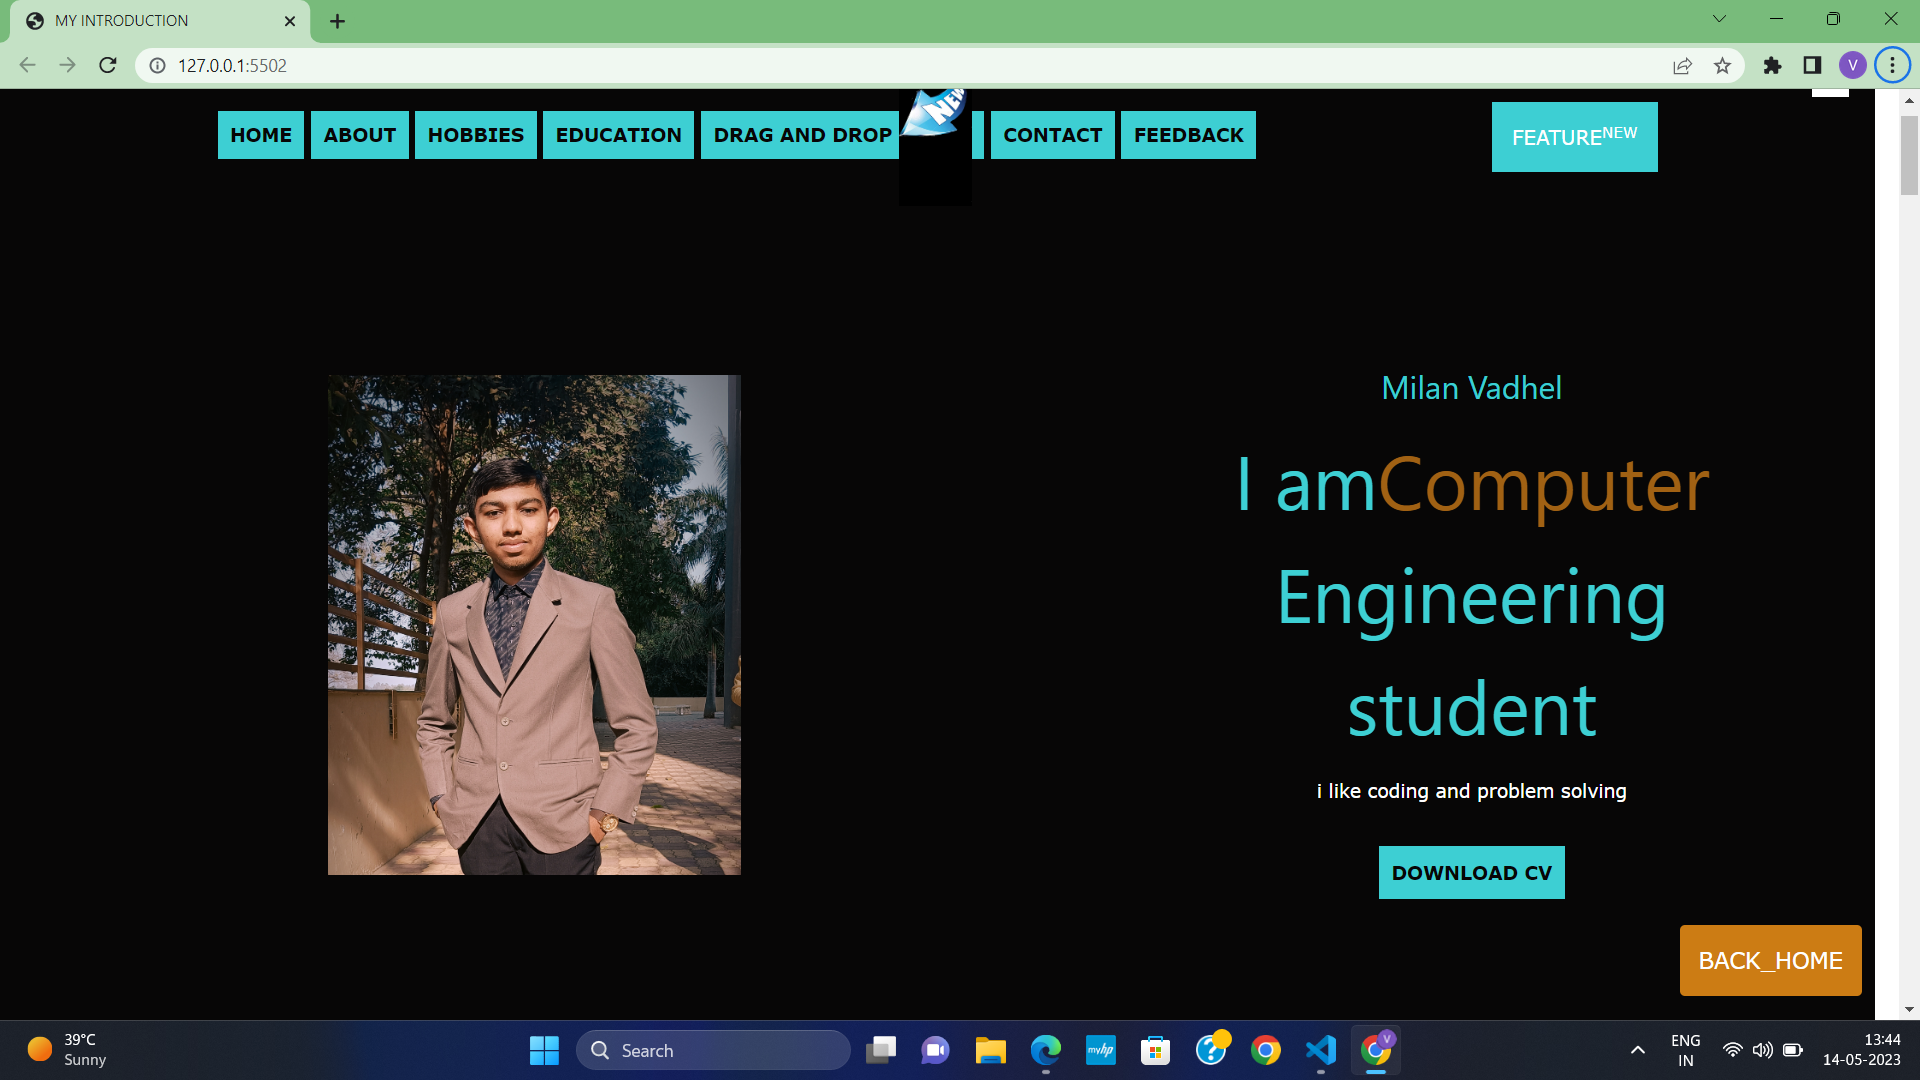 MY INTRODUCTION
127.0.0.1:5502
V
HOME ABOUT HOBBIES EDUCATION DRAG AND DROP NEW CONTACT FEEDBACK
FEATURENEW
Milan Vadhel
I amComputer
Engineering
student
i like coding and problem solving
DOWNLOAD CV
BACK_HOME
39°C
Sunny
Search
myhp
V
ENG
IN
13:44
14-05-2023